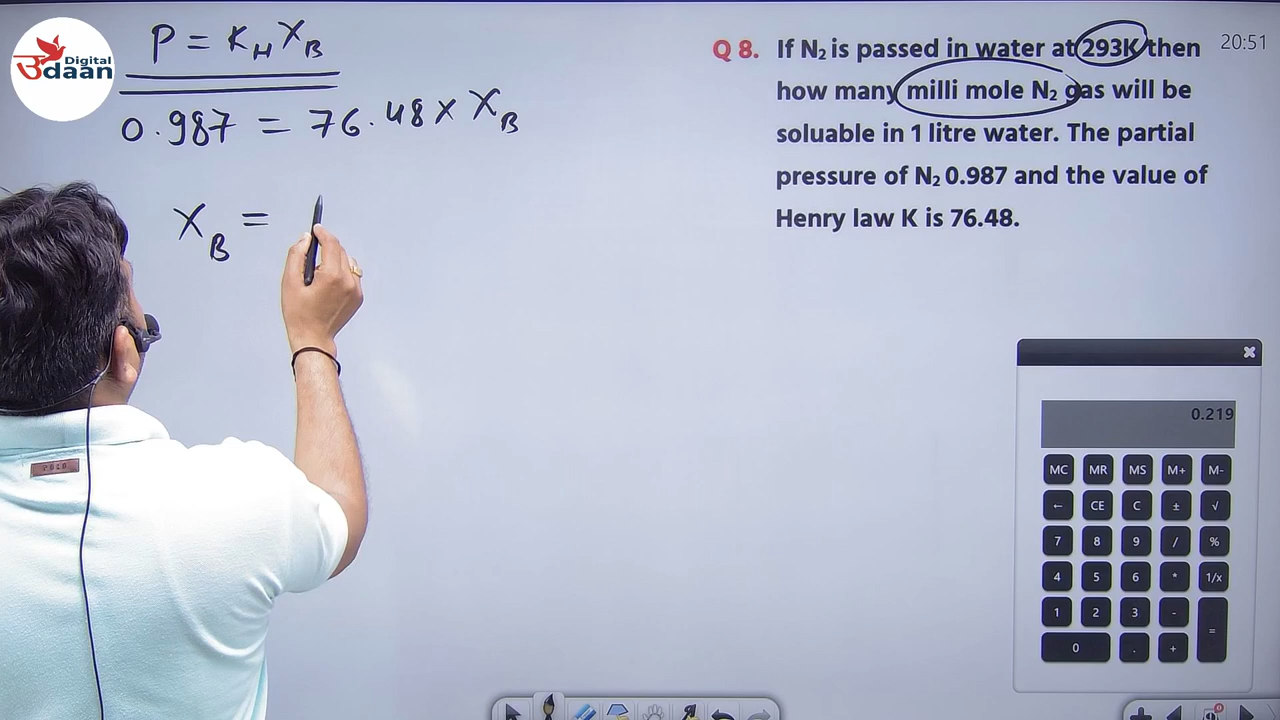 Digital
उdaan
P = K_H X_B
0.987 = 76.48 × X_B
X_B =
Q 8. If N₂ is passed in water at 293K then
how many milli mole N₂ gas will be
soluable in 1 litre water. The partial
pressure of N₂ 0.987 and the value of
Henry law K is 76.48.
20:51
0.219
MC MR MS M+ M-
← CE C ± √
7 8 9 / %
4 5 6 * 1/x
1 2 3 - =
0 . +
POLO